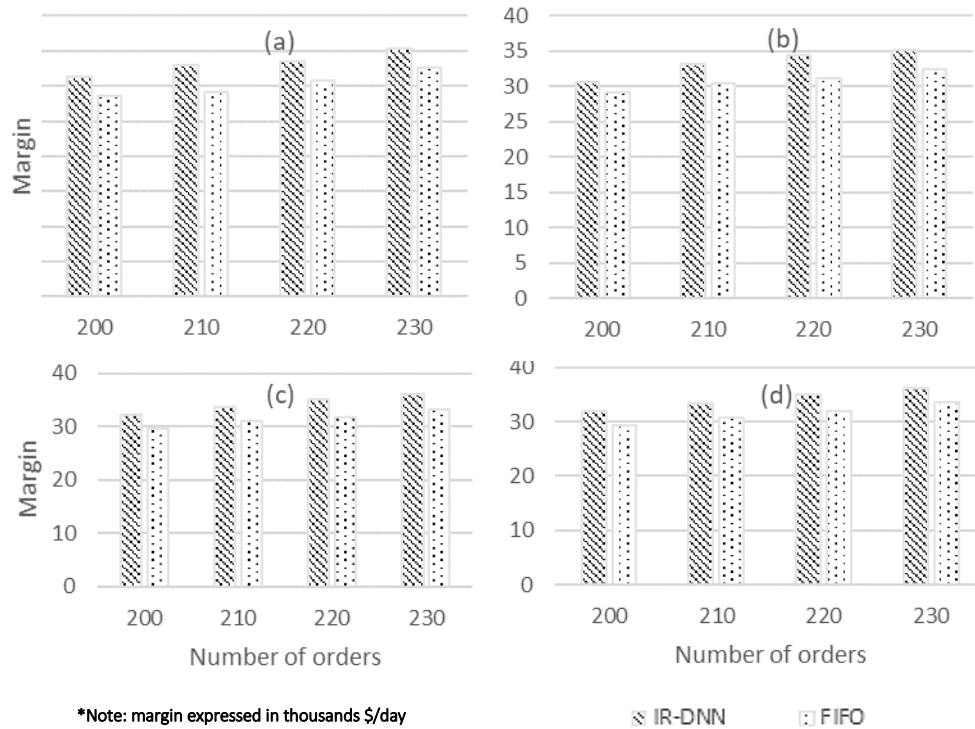 (a)
Margin
200 210 220 230
40
(b)
35
30
25
20
15
10
5
0
200 210 220 230
40
(c)
30
20
10
0
Margin
200 210 220 230
Number of orders
40
(d)
30
20
10
0
200 210 220 230
Number of orders
*Note: margin expressed in thousands $/day
IR-DNN FIFO